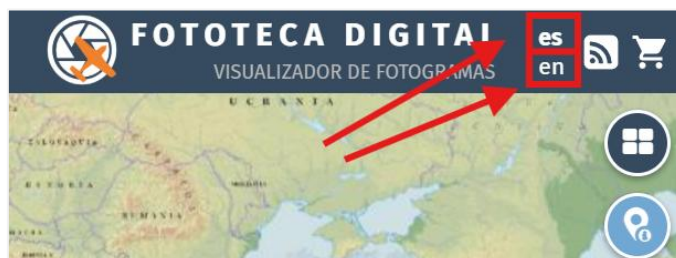 FOTOTECA DIGITAL
es
VISUALIZADOR DE FOTOGRAMAS
en
UCRANIA
RUMANIA